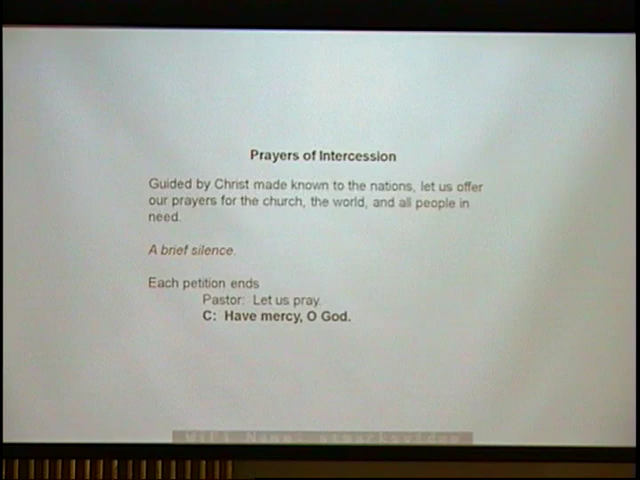 Prayers of Intercession
Guided by Christ made known to the nations, let us offer
our prayers for the church, the world, and all people in
need.
A brief silence.
Each petition ends
Pastor: Let us pray.
C: Have mercy, O God.